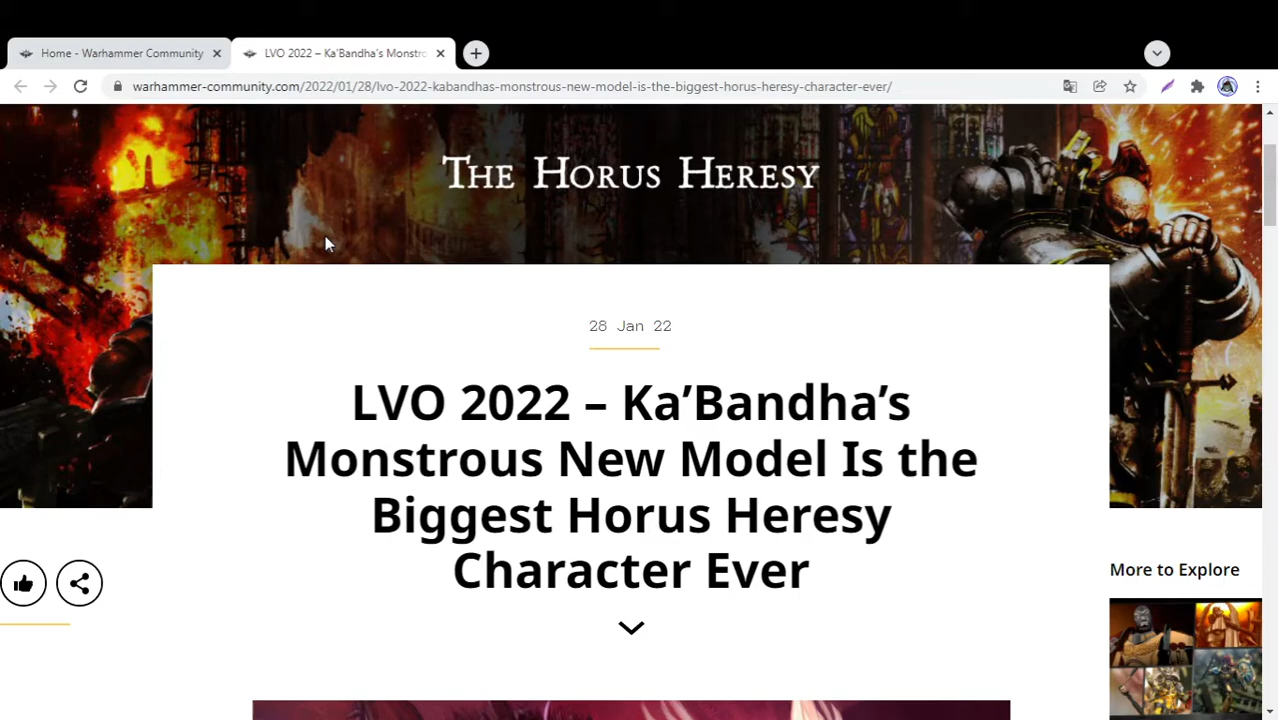 Home - Warhammer Community
LVO 2022 – Ka'Bandha's Monstro
warhammer-community.com/2022/01/28/lvo-2022-kabandhas-monstrous-new-model-is-the-biggest-horus-heresy-character-ever/
The Horus Heresy
28 Jan 22
LVO 2022 – Ka’Bandha’s
Monstrous New Model Is the
Biggest Horus Heresy
Character Ever
More to Explore